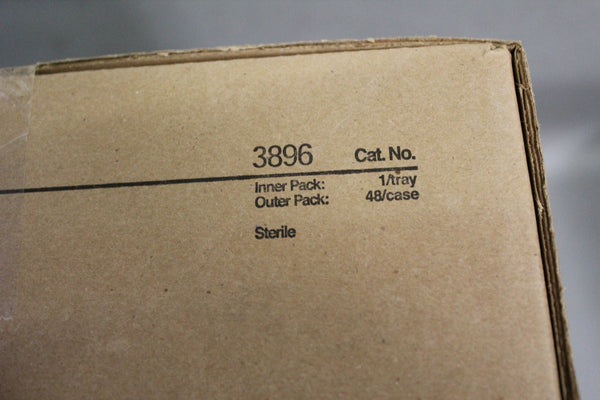 3896 Cat. No.
Inner Pack: 1/tray
Outer Pack: 48/case
Sterile